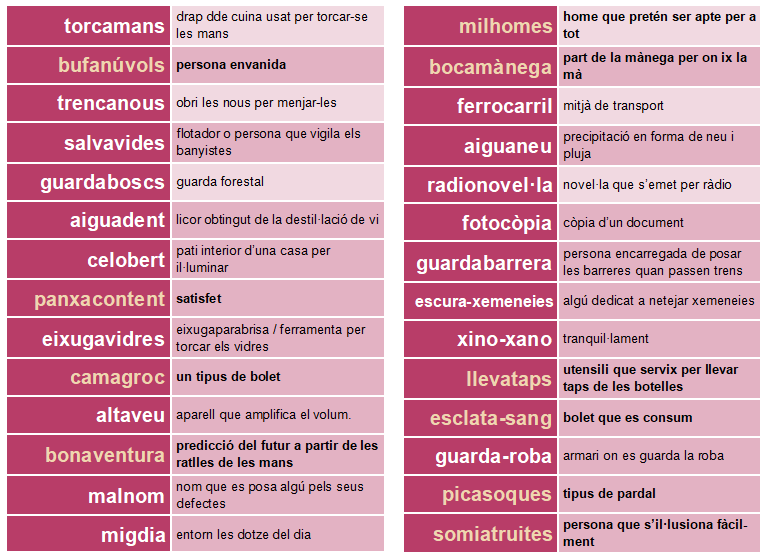 torcamans
drap dde cuina usat per torcar-se
les mans
bufanúvols
persona envanida
trencanous
obri les nous per menjar-les
salvavides
flotador o persona que vigila els
banyistes
guardaboscs
guarda forestal
aiguadent
licor obtingut de la destil·lació de vi
celobert
pati interior d’una casa per
il·luminar
panxacontent
satisfet
eixugavidres
eixugaparabrisa / ferramenta per
torcar els vidres
camagroc
un tipus de bolet
altaveu
aparell que amplifica el volum.
bonaventura
predicció del futur a partir de les
ratlles de les mans
malnom
nom que es posa algú pels seus
defectes
migdia
entorn les dotze del dia
milhomes
home que pretén ser apte per a
tot
bocamànega
part de la mànega per on ix la
mà
ferrocarril
mitjà de transport
aiguaneu
precipitació en forma de neu i
pluja
radionovel·la
novel·la que s’emet per ràdio
fotocòpia
còpia d’un document
guardabarrera
persona encarregada de posar
les barreres quan passen trens
escura-xemeneies
algú dedicat a netejar xemeneies
xino-xano
tranquil·lament
llevataps
utensili que servix per llevar
taps de les botelles
esclata-sang
bolet que es consum
guarda-roba
armari on es guarda la roba
picasoques
tipus de pardal
somiatruites
persona que s’il·lusiona fàcil-
ment